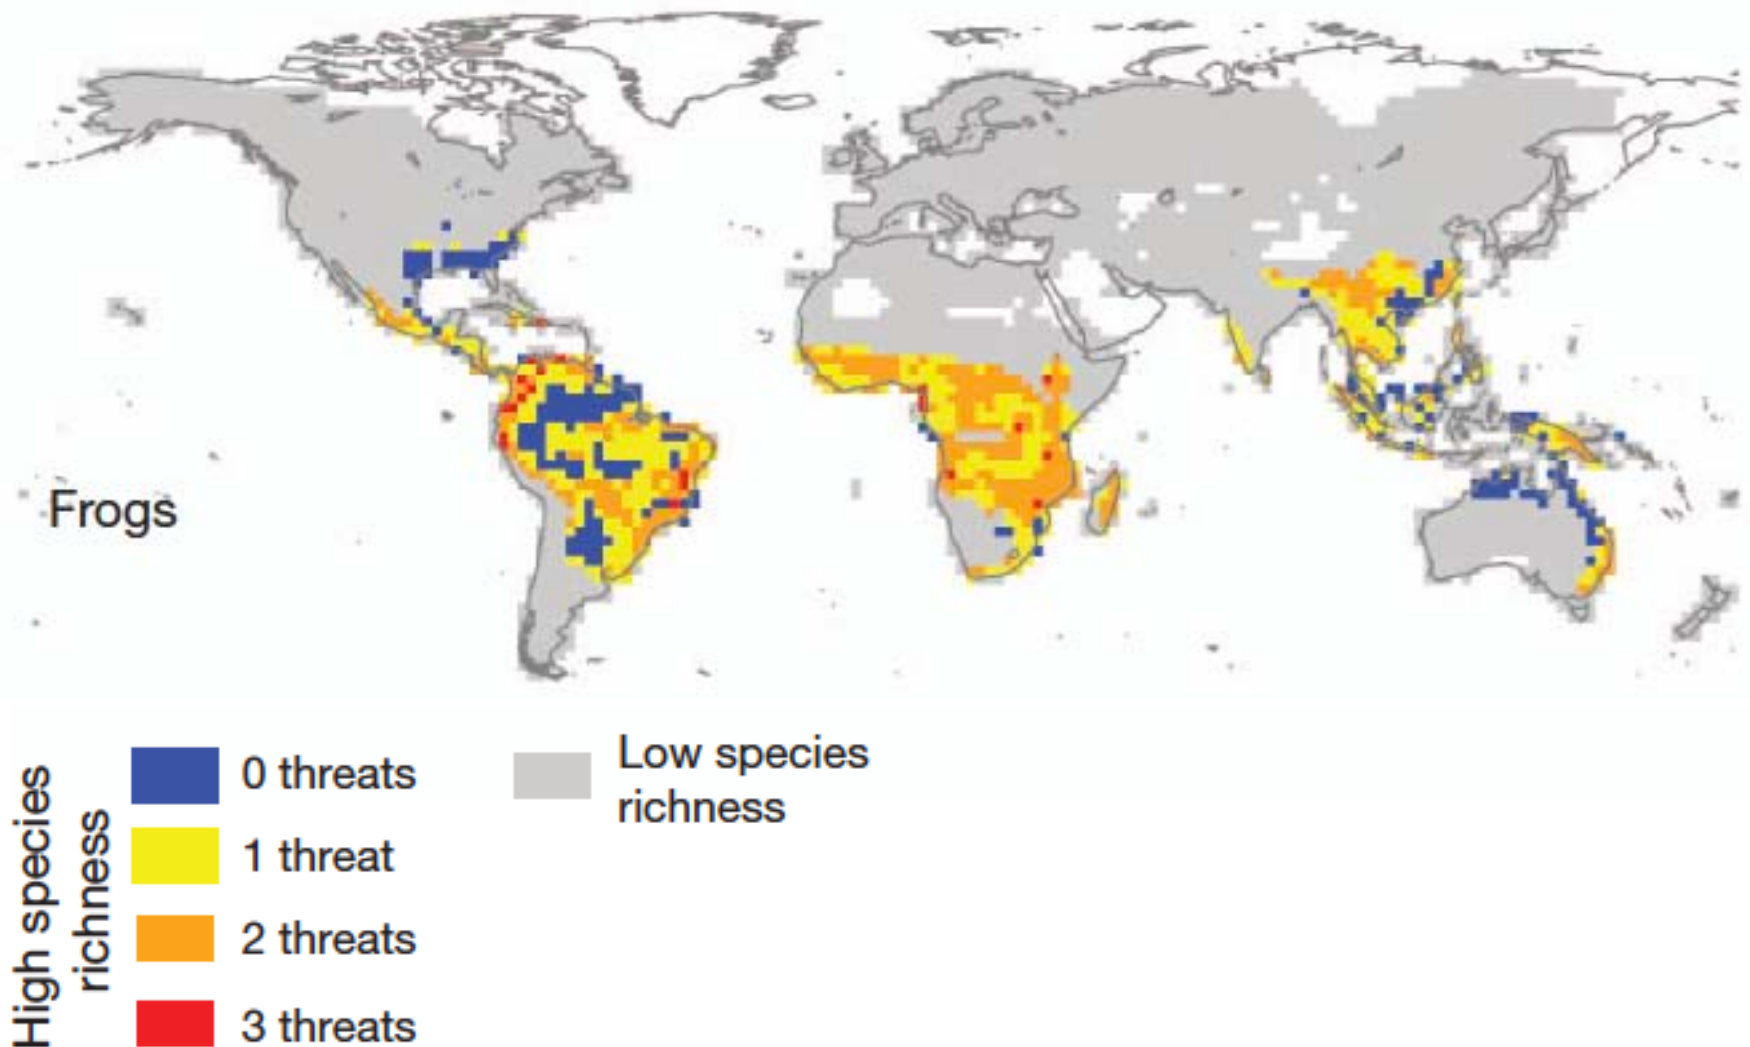 Frogs
High species
richness
0 threats
1 threat
2 threats
3 threats
Low species
richness